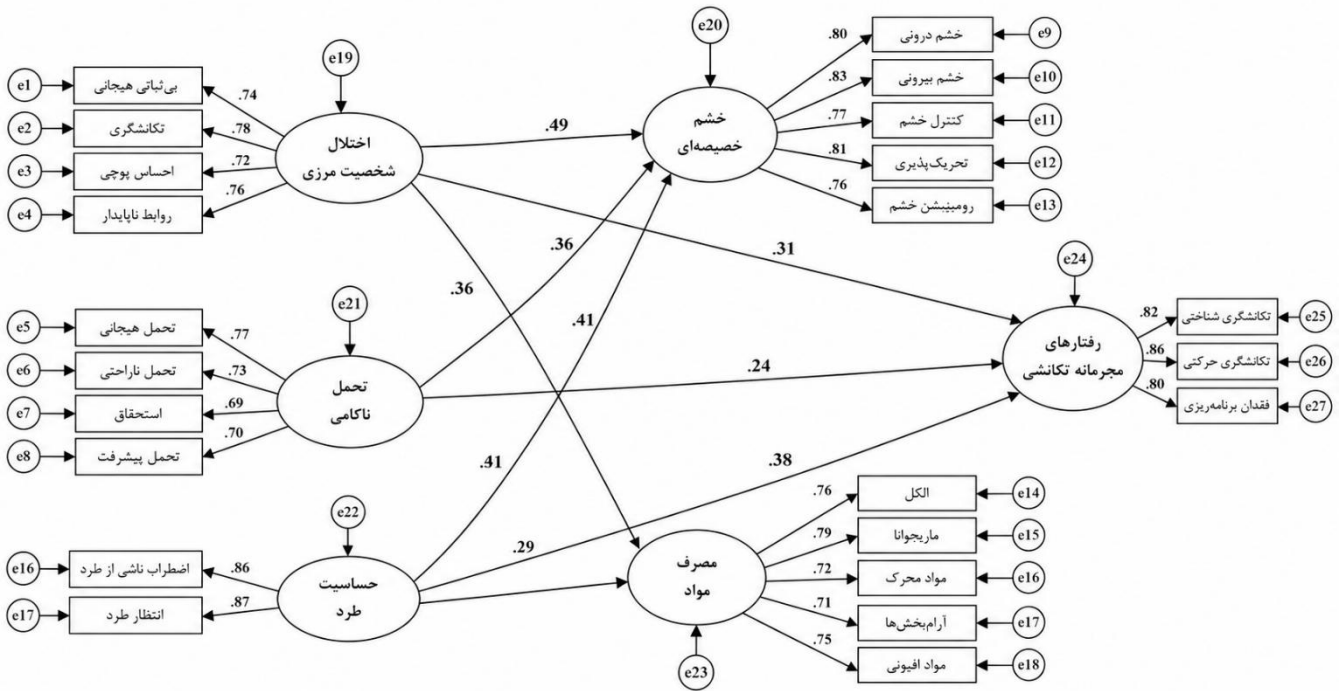 e1
بی‌ثباتی هیجانی
.74
e2
تکانشگری
.78
e3
احساس پوچی
.72
e4
روابط ناپایدار
.76
e19
اختلال
شخصیت مرزی
e5
تحمل هیجانی
.77
e6
تحمل ناراحتی
.73
e7
استحقاق
.69
e8
تحمل پیشرفت
.70
e21
تحمل
ناکامی
e16
اضطراب ناشی از طرد
.86
e17
انتظار طرد
.87
e22
حساسیت
طرد
.49
.36
.36
.41
.41
.31
.24
.38
.29
e20
خشم
خصیصه‌ای
.80
خشم درونی
e9
.83
خشم بیرونی
e10
.77
کنترل خشم
e11
.81
تحریک‌پذیری
e12
.76
خشم
e13
e24
رفتارهای
مجرمانه تکانشی
.82
تکانشگری شناختی
e25
.86
تکانشگری حرکتی
e26
.80
فقدان برنامه‌ریزی
e27
مصرف
مواد
e23
.76
الکل
e14
.79
ماریجوانا
e15
.72
مواد محرک
e16
.71
آرام‌بخش‌ها
e17
.75
مواد افیونی
e18